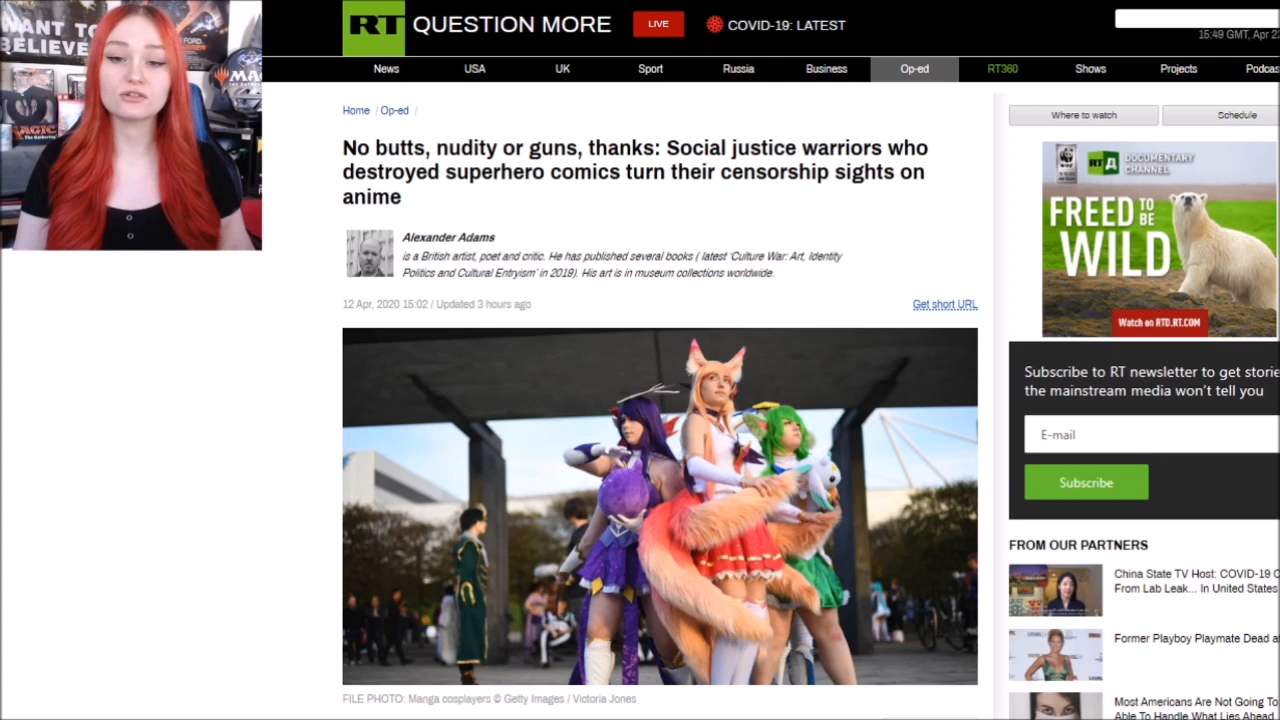 WANT TO
BELIEVE
MAGIC
RT QUESTION MORE
LIVE
COVID-19: LATEST
15:49 GMT, Apr
News
USA
UK
Sport
Russia
Business
Op-ed
RT360
Shows
Projects
Podcas
Home / Op-ed /
No butts, nudity or guns, thanks: Social justice warriors who
destroyed superhero comics turn their censorship sights on
anime
Alexander Adams
is a British artist, poet and critic. He has published several books ( latest 'Culture War: Art, Identity
Politics and Cultural Entryism' in 2019). His art is in museum collections worldwide.
12 Apr, 2020 15:02 / Updated 3 hours ago
Get short URL
FILE PHOTO: Manga cosplayers © Getty Images / Victoria Jones
Where to watch
Schedule
WWF
RTД DOCUMENTARY
CHANNEL
FREED TO
BE
WILD
Watch on RTD.RT.COM
Subscribe to RT newsletter to get storie
the mainstream media won't tell you
E-mail
Subscribe
FROM OUR PARTNERS
China State TV Host: COVID-19 C
From Lab Leak... In United States
Former Playboy Playmate Dead a
Most Americans Are Not Going To
Able To Handle What Lies Ahead